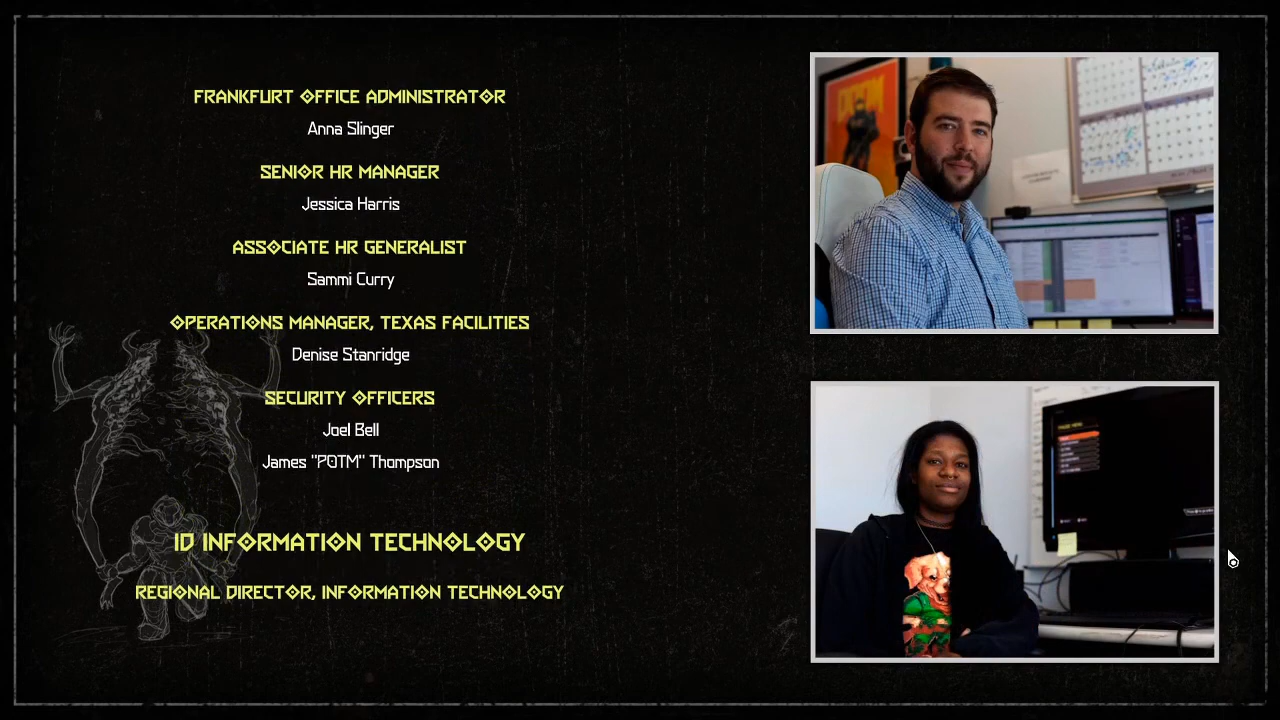 FRANKFURT OFFICE ADMINISTRATOR
Anna Slinger
SENIOR HR MANAGER
Jessica Harris
ASSOCIATE HR GENERALIST
Sammi Curry
OPERATIONS MANAGER, TEXAS FACILITIES
Denise Stanridge
SECURITY OFFICERS
Joel Bell
James "POTM" Thompson
ID INFORMATION TECHNOLOGY
REGIONAL DIRECTOR, INFORMATION TECHNOLOGY
DOOM